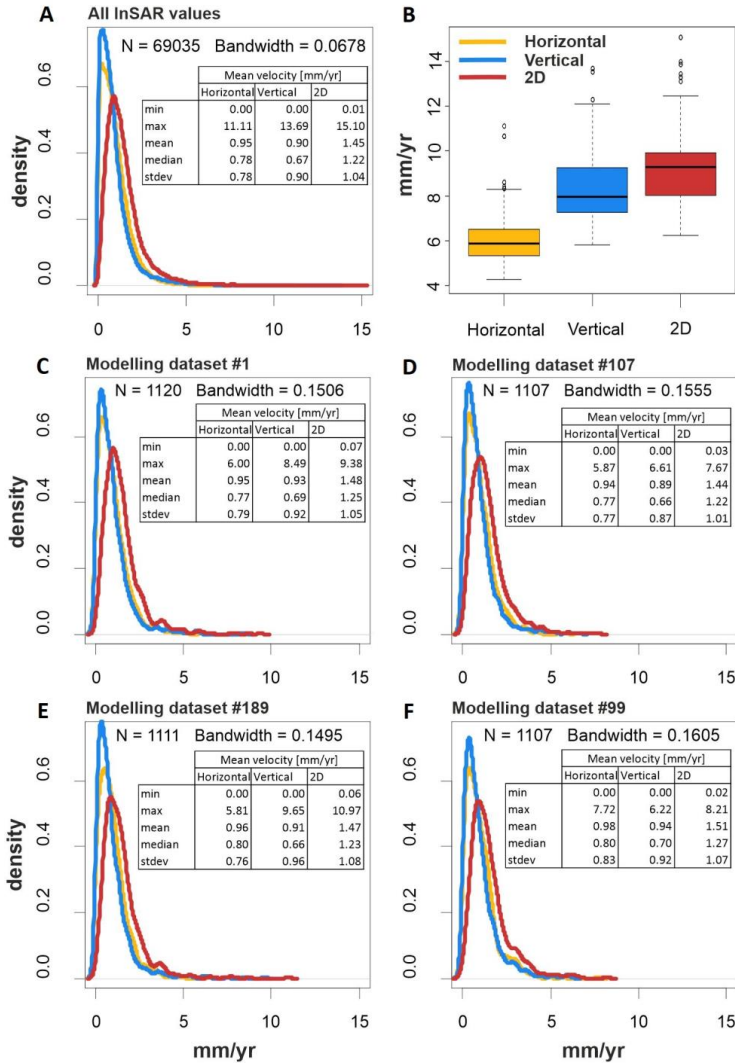 A All InSAR values
N = 69035 Bandwidth = 0.0678
Mean velocity [mm/yr]
Horizontal Vertical 2D
min 0.00 0.00 0.01
max 11.11 13.69 15.10
mean 0.95 0.90 1.45
median 0.78 0.67 1.22
stdev 0.78 0.90 1.04
density
0.0 0.2 0.4 0.6
0 5 10 15
B
Horizontal
Vertical
2D
mm/yr
4 6 8 10 12 14
Horizontal Vertical 2D
C Modelling dataset #1
N = 1120 Bandwidth = 0.1506
Mean velocity [mm/yr]
Horizontal Vertical 2D
min 0.00 0.00 0.07
max 6.00 8.49 9.38
mean 0.95 0.93 1.48
median 0.77 0.69 1.25
stdev 0.79 0.92 1.05
density
0.0 0.2 0.4 0.6
0 5 10 15
D Modelling dataset #107
N = 1107 Bandwidth = 0.1555
Mean velocity [mm/yr]
Horizontal Vertical 2D
min 0.00 0.00 0.03
max 5.87 6.61 7.67
mean 0.94 0.89 1.44
median 0.77 0.66 1.22
stdev 0.77 0.87 1.01
0.0 0.2 0.4 0.6
0 5 10 15
E Modelling dataset #189
N = 1111 Bandwidth = 0.1495
Mean velocity [mm/yr]
Horizontal Vertical 2D
min 0.00 0.00 0.06
max 5.81 9.65 10.97
mean 0.96 0.91 1.47
median 0.80 0.66 1.23
stdev 0.76 0.96 1.08
density
0.0 0.2 0.4 0.6
0 5 10 15
mm/yr
F Modelling dataset #99
N = 1107 Bandwidth = 0.1605
Mean velocity [mm/yr]
Horizontal Vertical 2D
min 0.00 0.00 0.02
max 7.72 6.22 8.21
mean 0.98 0.94 1.51
median 0.80 0.70 1.27
stdev 0.83 0.92 1.07
0.0 0.2 0.4 0.6
0 5 10 15
mm/yr